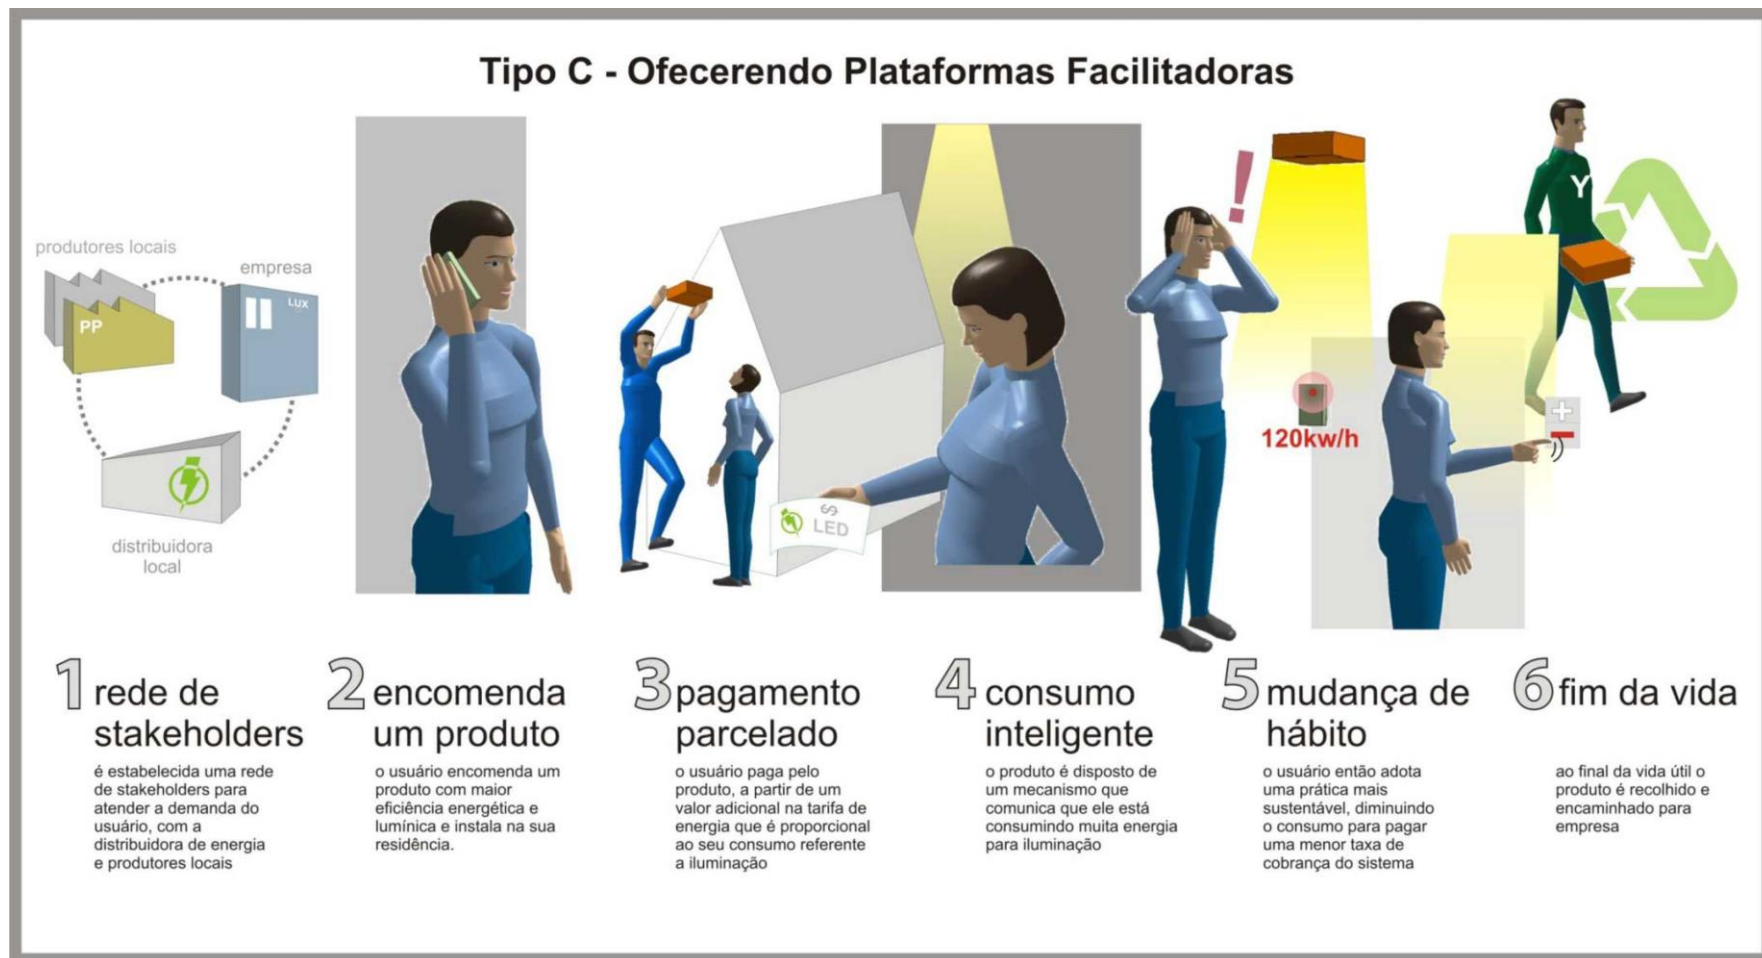 Tipo C - Ofecerendo Plataformas Facilitadoras
produtores locais
empresa
LUX
PP
distribuidora
local
$
LED
!
120kw/h
Y
+
1 rede de
stakeholders
é estabelecida uma rede
de stakeholders para
atender a demanda do
usuário, com a
distribuidora de energia
e produtores locais
2 encomenda
um produto
o usuário encomenda um
produto com maior
eficiência energética e
lumínica e instala na sua
residência.
3 pagamento
parcelado
o usuário paga pelo
produto, a partir de um
valor adicional na tarifa de
energia que é proporcional
ao seu consumo referente
a iluminação
4 consumo
inteligente
o produto é disposto de
um mecanismo que
comunica que ele está
consumindo muita energia
para iluminação
5 mudança de
hábito
o usuário então adota
uma prática mais
sustentável, diminuindo
o consumo para pagar
uma menor taxa de
cobrança do sistema
6 fim da vida
ao final da vida útil o
produto é recolhido e
encaminhado para
empresa